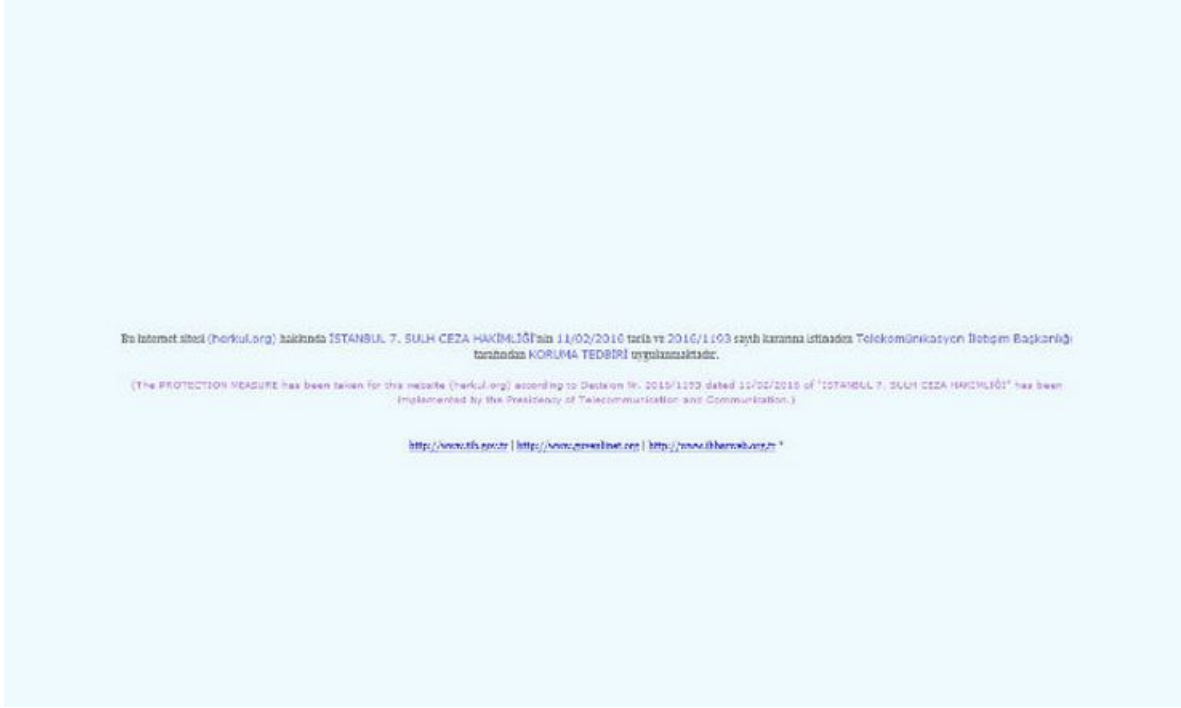 Bu internet sitesi (herkul.org) hakkında İSTANBUL 7. SULH CEZA HAKİMLİĞİ'nin 11/02/2016 tarih ve 2016/1193 sayılı kararına istinaden Telekomünikasyon İletişim Başkanlığı
tarafından KORUMA TEDBİRİ uygulanmaktadır.
(The PROTECTION MEASURE has been taken for this website (herkul.org) according to Decision Nr. 2016/1193 dated 11/02/2016 of "İSTANBUL 7. SULH CEZA HAKİMLİĞİ" has been
implemented by the Presidency of Telecommunication and Communication.)
http://www.tib.gov.tr | http://www.guvenlinet.org | http://www.ihbarweb.org.tr *